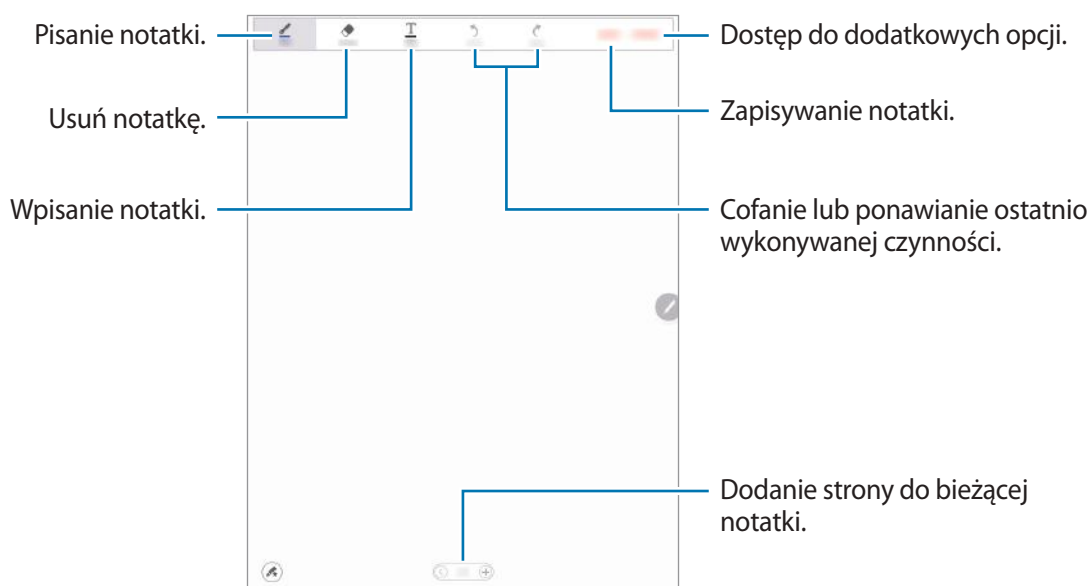 Pisanie notatki.
Dostęp do dodatkowych opcji.
Usuń notatkę.
Zapisywanie notatki.
Wpisanie notatki.
Cofanie lub ponawianie ostatnio
wykonywanej czynności.
Dodanie strony do bieżącej
notatki.